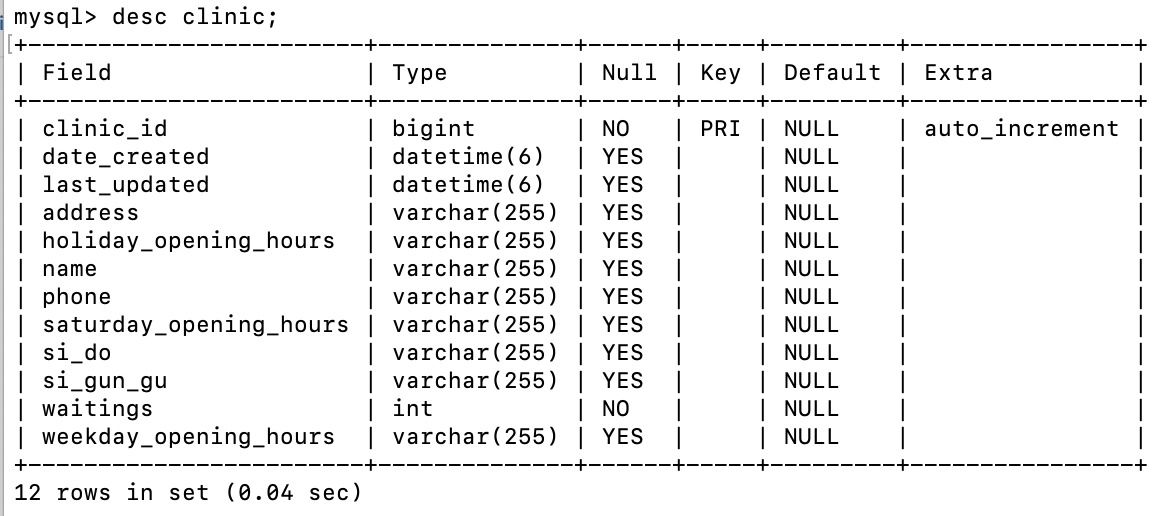 mysql> desc clinic;
+------------------------+--------------+------+-----+---------+----------------+
| Field                  | Type         | Null | Key | Default | Extra          |
+------------------------+--------------+------+-----+---------+----------------+
| clinic_id              | bigint       | NO   | PRI | NULL    | auto_increment |
| date_created           | datetime(6)  | YES  |     | NULL    |                |
| last_updated           | datetime(6)  | YES  |     | NULL    |                |
| address                | varchar(255) | YES  |     | NULL    |                |
| holiday_opening_hours  | varchar(255) | YES  |     | NULL    |                |
| name                   | varchar(255) | YES  |     | NULL    |                |
| phone                  | varchar(255) | YES  |     | NULL    |                |
| saturday_opening_hours | varchar(255) | YES  |     | NULL    |                |
| si_do                  | varchar(255) | YES  |     | NULL    |                |
| si_gun_gu              | varchar(255) | YES  |     | NULL    |                |
| waitings               | int          | NO   |     | NULL    |                |
| weekday_opening_hours  | varchar(255) | YES  |     | NULL    |                |
+------------------------+--------------+------+-----+---------+----------------+
12 rows in set (0.04 sec)